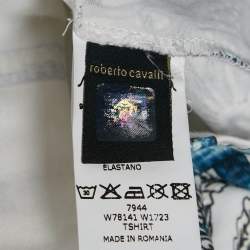 roberto cavalli
ELASTANO
7944
W78141 W1723
TSHIRT
MADE IN ROMANIA